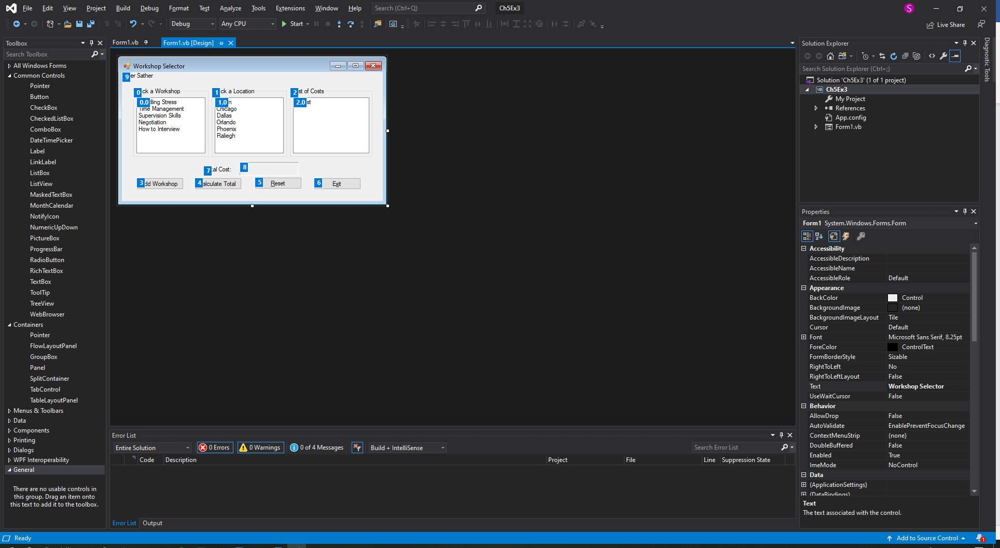 File Edit View Project Build Debug Format Test Analyze Tools Extensions Window Help Search (Ctrl+Q) Ch5Ex3 S
Debug Any CPU Start Live Share
Toolbox
Search Toolbox
All Windows Forms
Common Controls
Pointer
Button
CheckBox
CheckedListBox
ComboBox
DateTimePicker
Label
LinkLabel
ListBox
ListView
MaskedTextBox
MonthCalendar
NotifyIcon
NumericUpDown
PictureBox
ProgressBar
RadioButton
RichTextBox
TextBox
ToolTip
TreeView
WebBrowser
Containers
Pointer
FlowLayoutPanel
GroupBox
Panel
SplitContainer
TabControl
TableLayoutPanel
Menus & Toolbars
Data
Components
Printing
Dialogs
WPF Interoperability
General
There are no usable controls in
this group. Drag an item onto
this text to add it to the toolbox.
Form1.vb Form1.vb [Design]
Workshop Selector
9 er Sather
0 ck a Workshop
0.0 dling Stress
Time Management
Supervision Skills
Negotiation
How to Interview
1 ck a Location
1.0 n
Chicago
Dallas
Orlando
Phoenix
Raliegh
2 st of Costs
2.0 st
7 tal Cost: 8
3 dd Workshop 4 alculate Total 5 Reset 6 Exit
Error List
Entire Solution 0 Errors 0 Warnings 0 of 4 Messages Build + IntelliSense Search Error List
Code Description Project File Line Suppression State
Error List Output
Solution Explorer
Search Solution Explorer (Ctrl+;)
Solution 'Ch5Ex3' (1 of 1 project)
VB Ch5Ex3
My Project
References
App.config
Form1.vb
Diagnostic Tools
Properties
Form1 System.Windows.Forms.Form
Accessibility
AccessibleDescription
AccessibleName
AccessibleRole Default
Appearance
BackColor Control
BackgroundImage (none)
BackgroundImageLayout Tile
Cursor Default
Font Microsoft Sans Serif, 8.25pt
ForeColor ControlText
FormBorderStyle Sizable
RightToLeft No
RightToLeftLayout False
Text Workshop Selector
UseWaitCursor False
Behavior
AllowDrop False
AutoValidate EnablePreventFocusChange
ContextMenuStrip (none)
DoubleBuffered False
Enabled True
ImeMode NoControl
Data
(ApplicationSettings)
(DataBindings)
Text
The text associated with the control.
Ready Add to Source Control 1